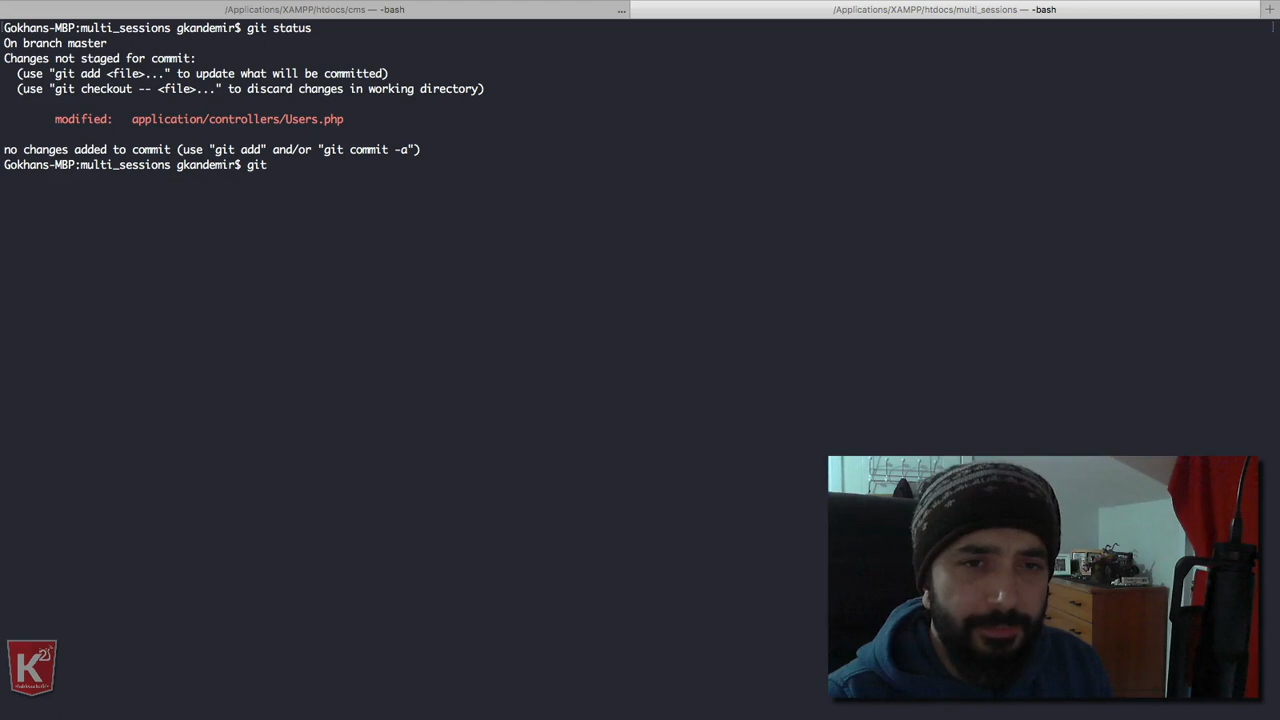 /Applications/XAMPP/htdocs/cms — -bash
...
/Applications/XAMPP/htdocs/multi_sessions — -bash
+
Gokhans-MBP:multi_sessions gkandemir$ git status
On branch master
Changes not staged for commit:
(use "git add <file>..." to update what will be committed)
(use "git checkout -- <file>..." to discard changes in working directory)
modified: application/controllers/Users.php
no changes added to commit (use "git add" and/or "git commit -a")
Gokhans-MBP:multi_sessions gkandemir$ git
K